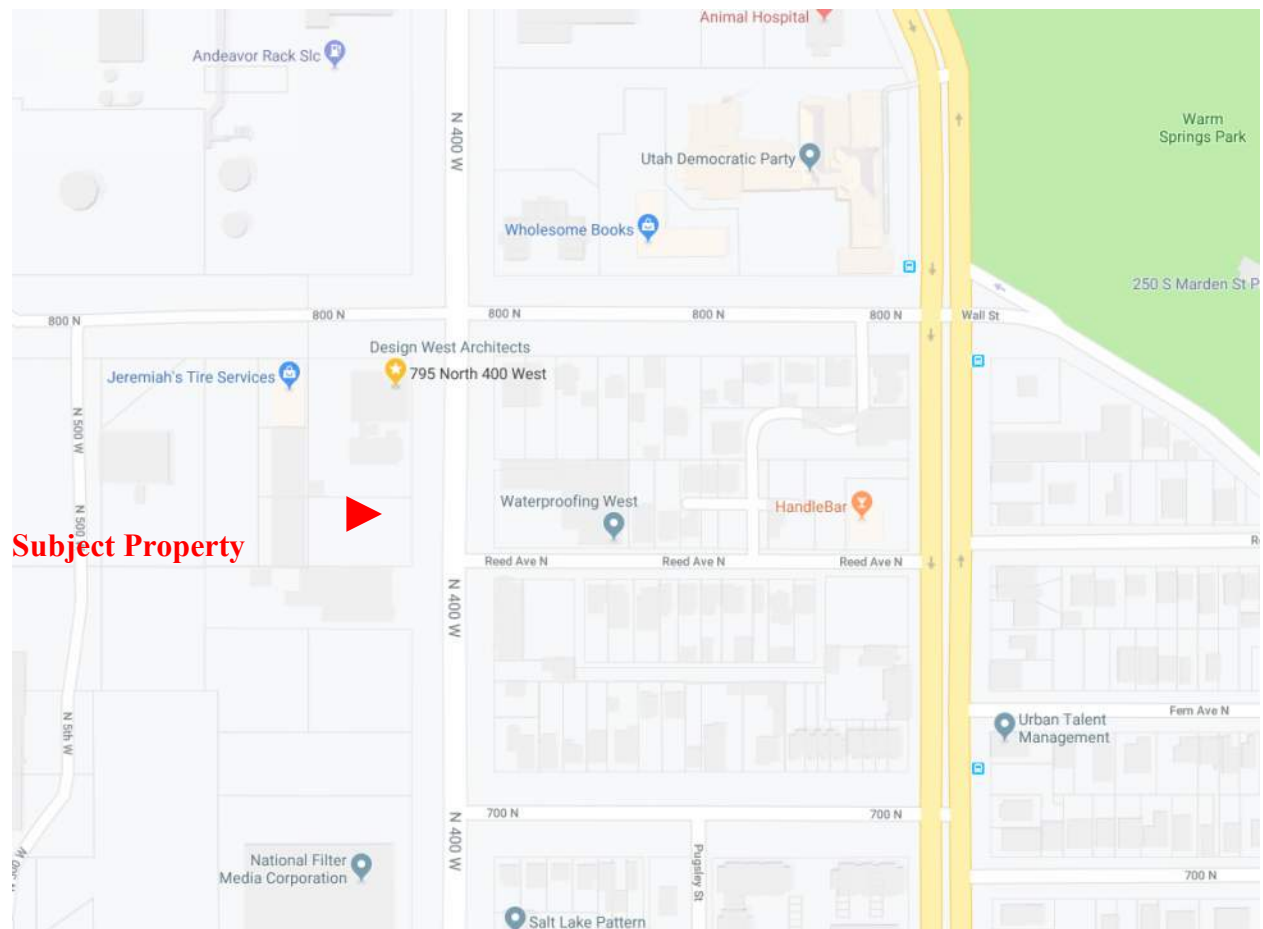 Animal Hospital
Andeavor Rack Slc
N 400 W
Warm
Springs Park
Utah Democratic Party
Wholesome Books
250 S Marden St P
800 N
800 N
800 N
800 N
800 N
Wall St
Design West Architects
795 North 400 West
Jeremiah's Tire Services
N 500 W
Waterproofing West
HandleBar
N 500
Subject Property
Reed Ave N
Reed Ave N
Reed Ave N
N 400 W
N 5th W
Fern Ave N
Urban Talent
Management
700 N
700 N
N 400 W
National Filter
Media Corporation
Pugsley St
700 N
Salt Lake Pattern